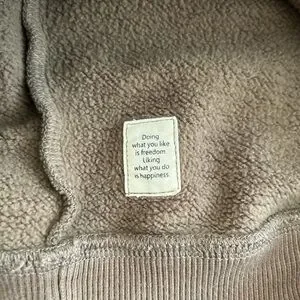 Doing
what you like
is freedom
Liking
what you do
is happiness